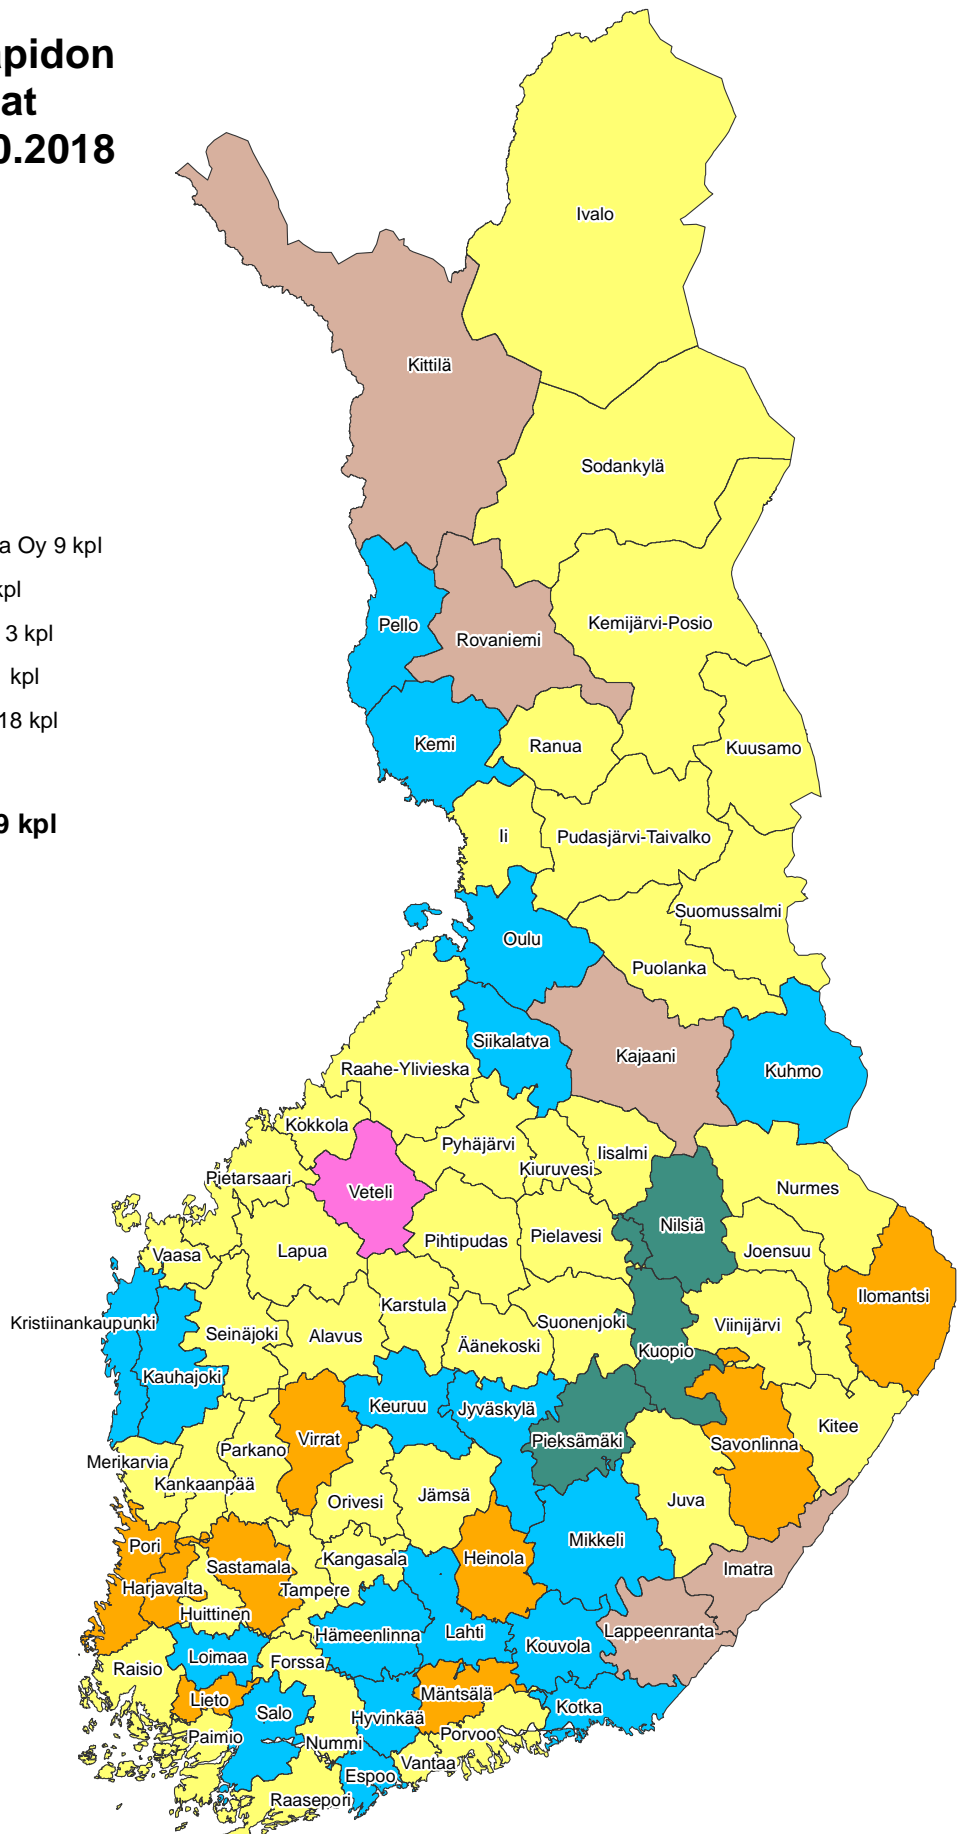 pidon
at
0.2018
a Oy 9 kpl
kpl
3 kpl
kpl
18 kpl
9 kpl
Ivalo
Kittilä
Sodankylä
Pello
Rovaniemi
Kemijärvi-Posio
Kemi
Ranua
Kuusamo
Ii
Pudasjärvi-Taivalko
Suomussalmi
Oulu
Puolanka
Siikalatva
Kajaani
Raahe-Ylivieska
Kuhmo
Kokkola
Pyhäjärvi
Iisalmi
Kiuruvesi
Pietarsaari
Veteli
Nurmes
Nilsiä
Vaasa
Lapua
Pihtipudas
Pielavesi
Joensuu
Ilomantsi
Karstula
Kristiinankaupunki
Seinäjoki
Alavus
Suonenjoki
Viinijärvi
Äänekoski
Kuopio
Kauhajoki
Keuruu
Jyväskylä
Kitee
Virrat
Pieksämäki
Savonlinna
Parkano
Merikarvia
Kankaanpää
Orivesi
Jämsä
Juva
Pori
Mikkeli
Heinola
Kangasala
Sastamala
Imatra
Harjavalta
Tampere
Huittinen
Hämeenlinna
Lahti
Lappeenranta
Kouvola
Loimaa
Forssa
Raisio
Lieto
Mäntsälä
Salo
Hyvinkää
Kotka
Paimio
Nummi
Porvoo
Vantaa
Espoo
Raasepori